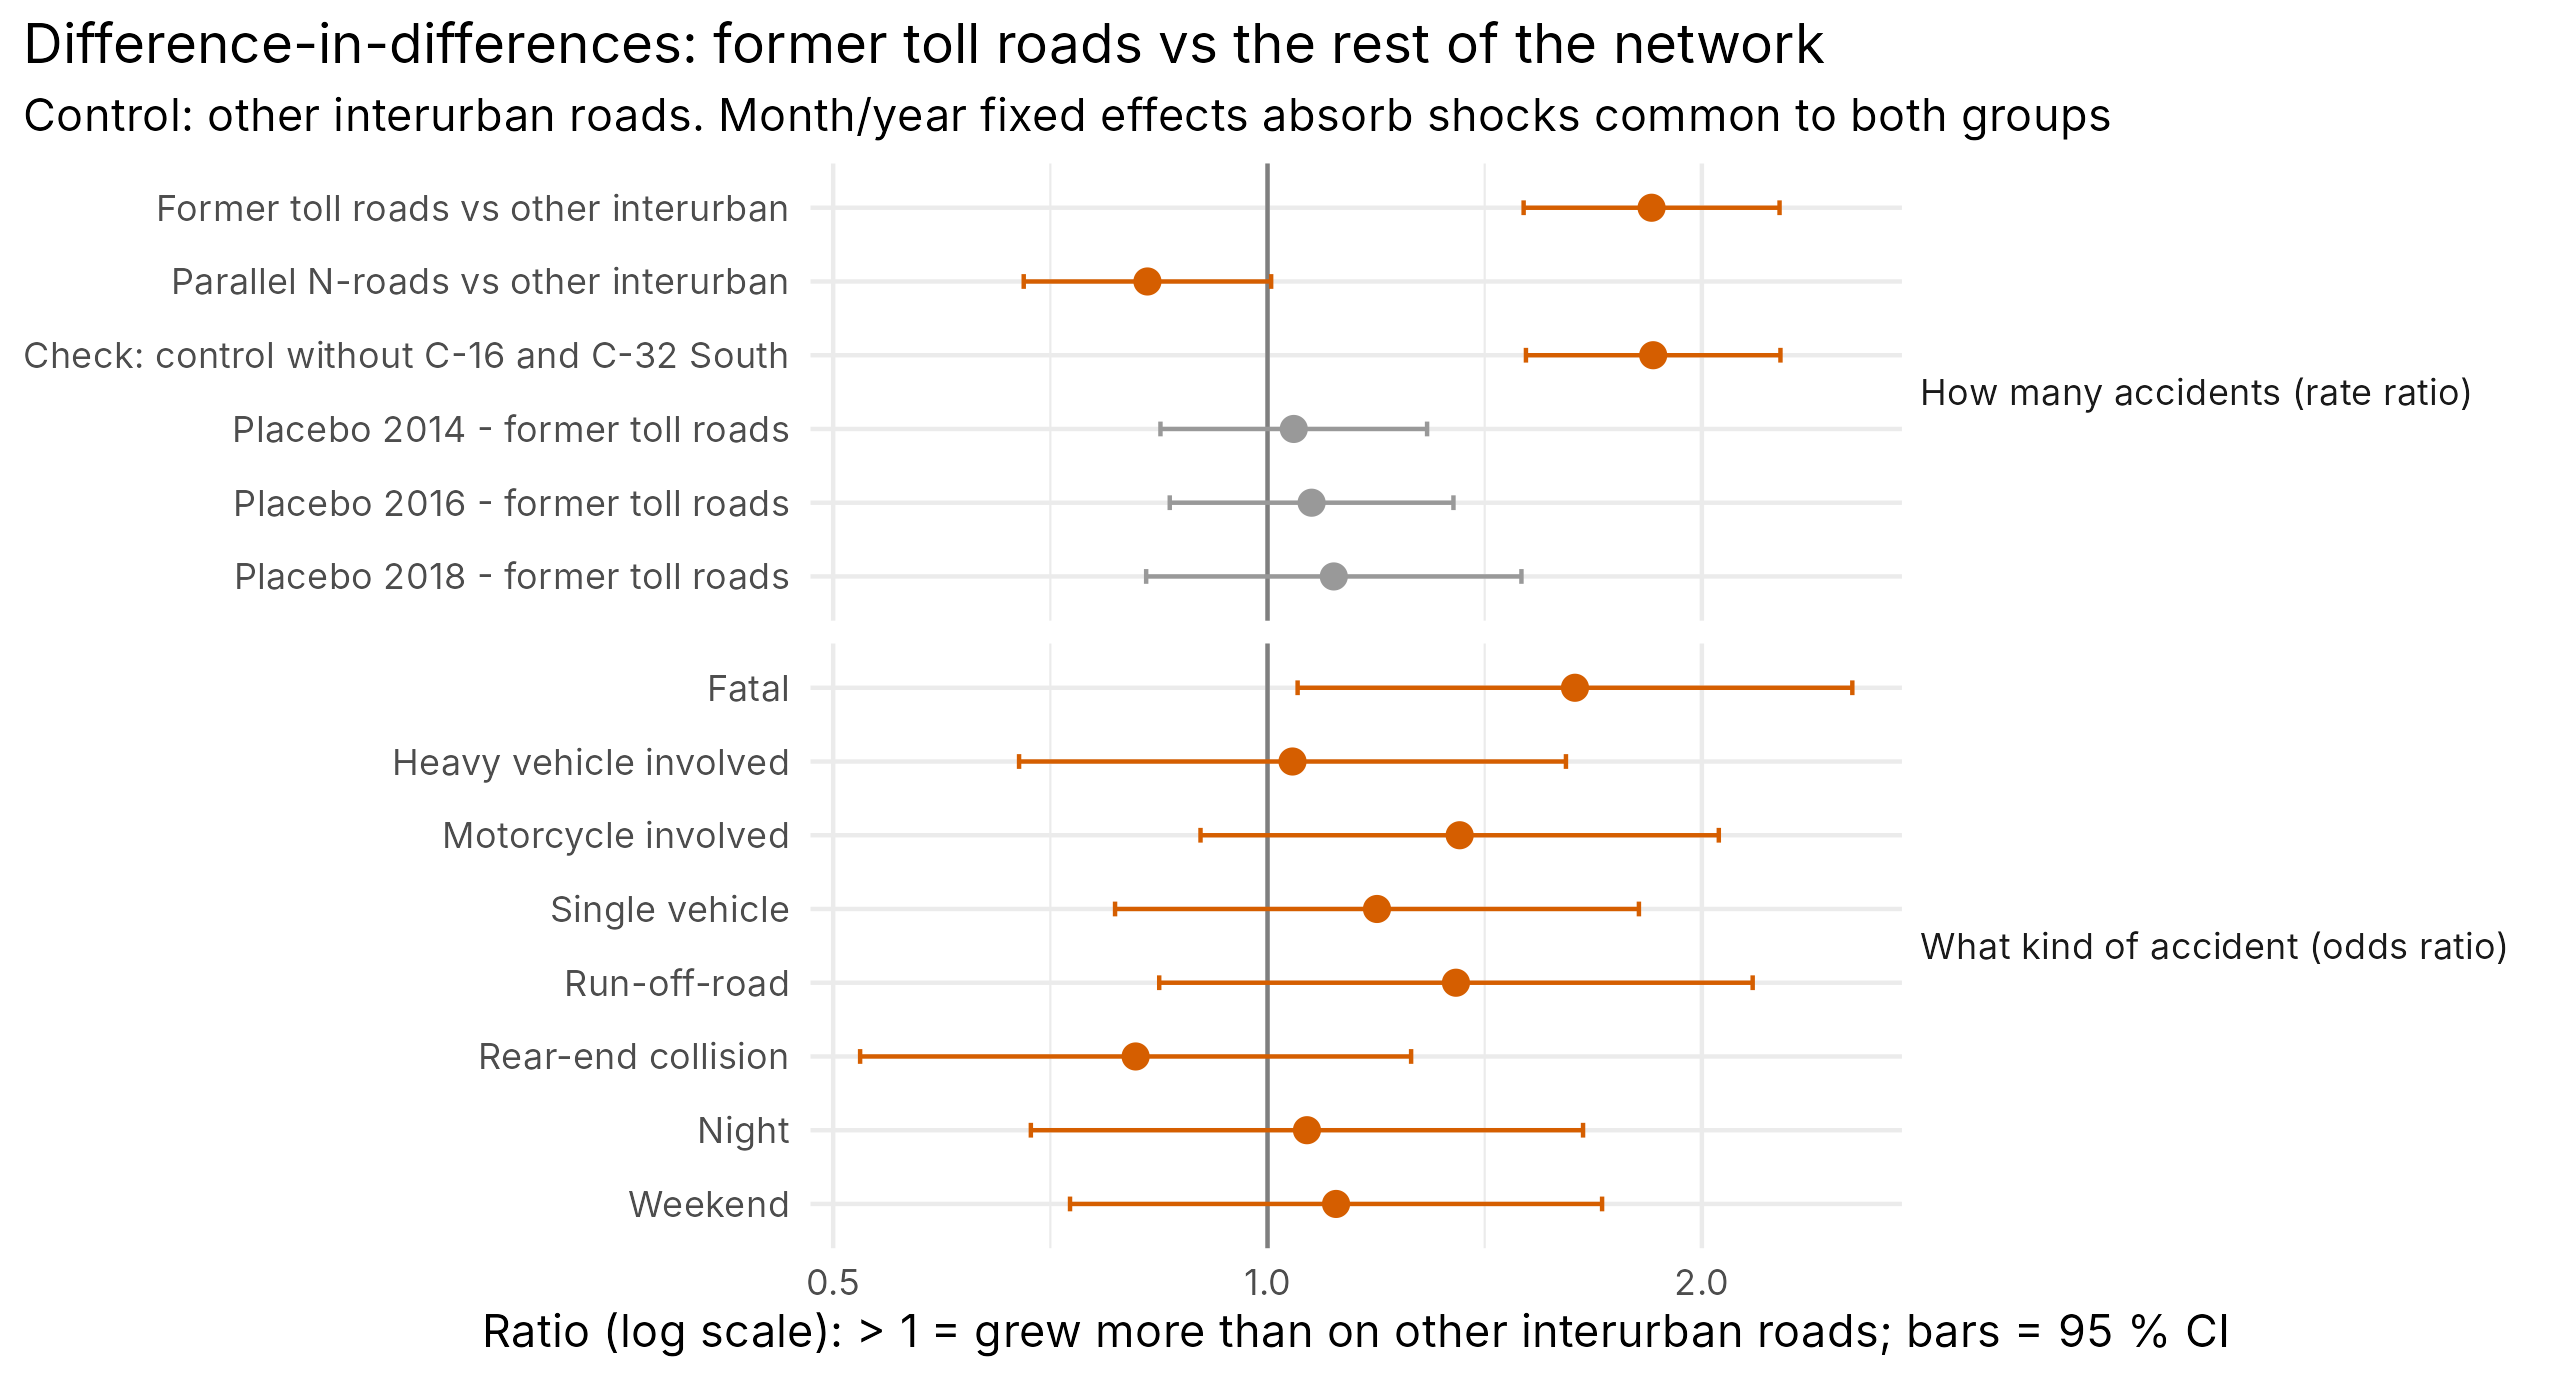 Difference-in-differences: former toll roads vs the rest of the network
Control: other interurban roads. Month/year fixed effects absorb shocks common to both groups
Former toll roads vs other interurban
Parallel N-roads vs other interurban
Check: control without C-16 and C-32 South
Placebo 2014 - former toll roads
Placebo 2016 - former toll roads
Placebo 2018 - former toll roads
How many accidents (rate ratio)
Fatal
Heavy vehicle involved
Motorcycle involved
Single vehicle
Run-off-road
Rear-end collision
Night
Weekend
What kind of accident (odds ratio)
0.5 1.0 2.0
Ratio (log scale): > 1 = grew more than on other interurban roads; bars = 95 % CI